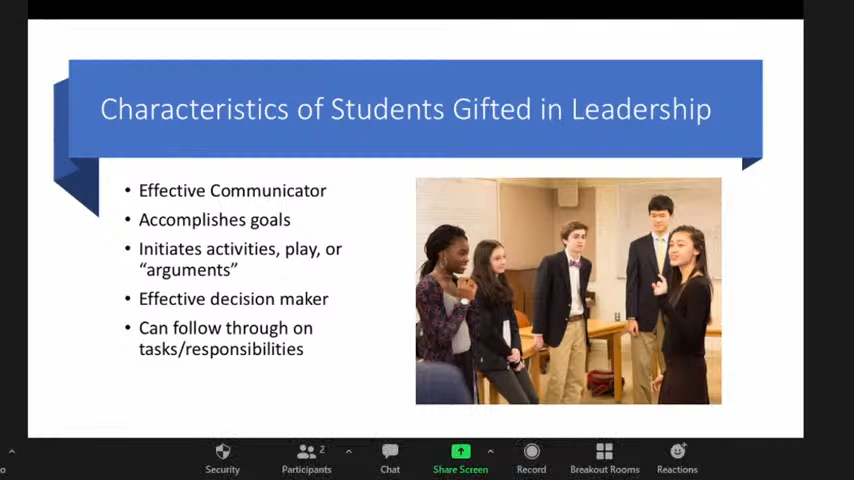 Characteristics of Students Gifted in Leadership
• Effective Communicator
• Accomplishes goals
• Initiates activities, play, or
“arguments”
• Effective decision maker
• Can follow through on
tasks/responsibilities
2
Security
Participants
Chat
Share Screen
Record
Breakout Rooms
Reactions